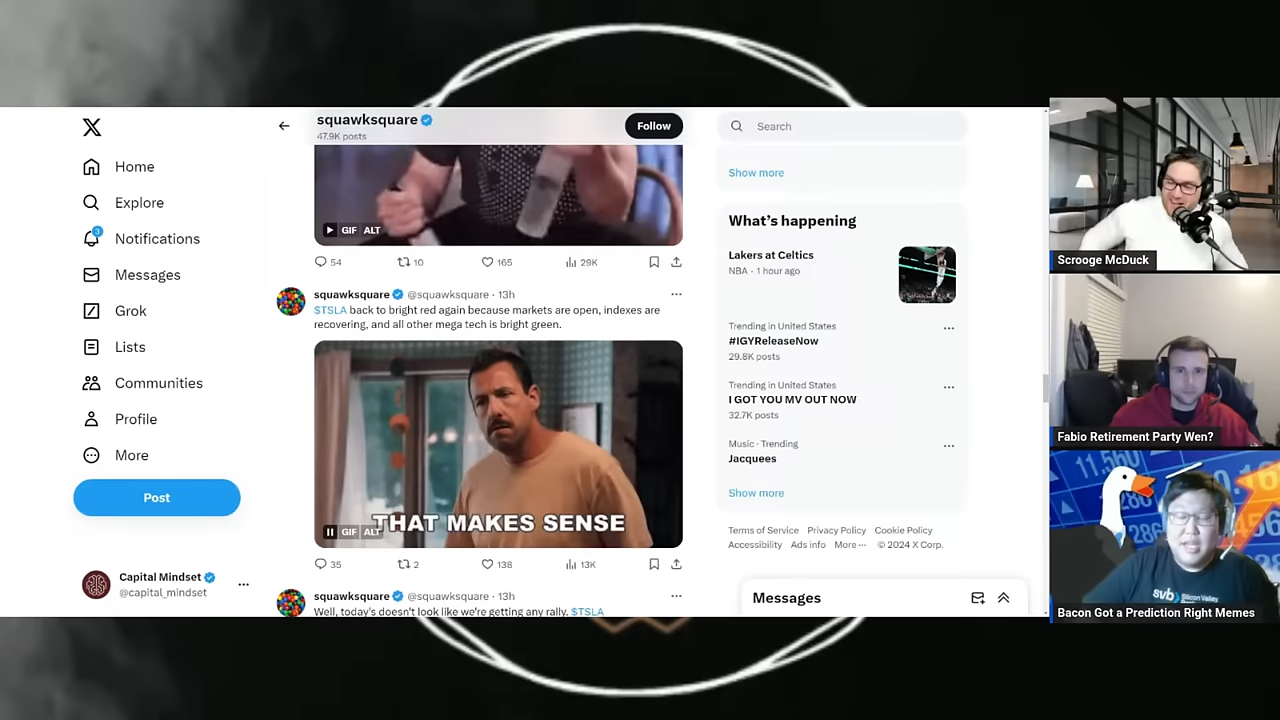 Home
Explore
3
Notifications
Messages
Grok
Lists
Communities
Profile
More
Post
Capital Mindset
@capital_mindset
squawksquare
47.9K posts
Follow
GIF ALT
54 10 165 29K
squawksquare @squawksquare · 13h
$TSLA back to bright red again because markets are open, indexes are
recovering, and all other mega tech is bright green.
THAT MAKES SENSE
GIF ALT
35 2 138 13K
squawksquare @squawksquare · 13h
Well, today's doesn't look like we're getting any rally. $TSLA
Search
Show more
What's happening
Lakers at Celtics
NBA · 1 hour ago
Trending in United States
#IGYReleaseNow
29.8K posts
Trending in United States
I GOT YOU MV OUT NOW
32.7K posts
Music · Trending
Jacquees
Show more
Terms of Service Privacy Policy Cookie Policy
Accessibility Ads info More ··· © 2024 X Corp.
Messages
Scrooge McDuck
Fabio Retirement Party Wen?
11.560
svb Silicon Valley
Bacon Got a Prediction Right Memes